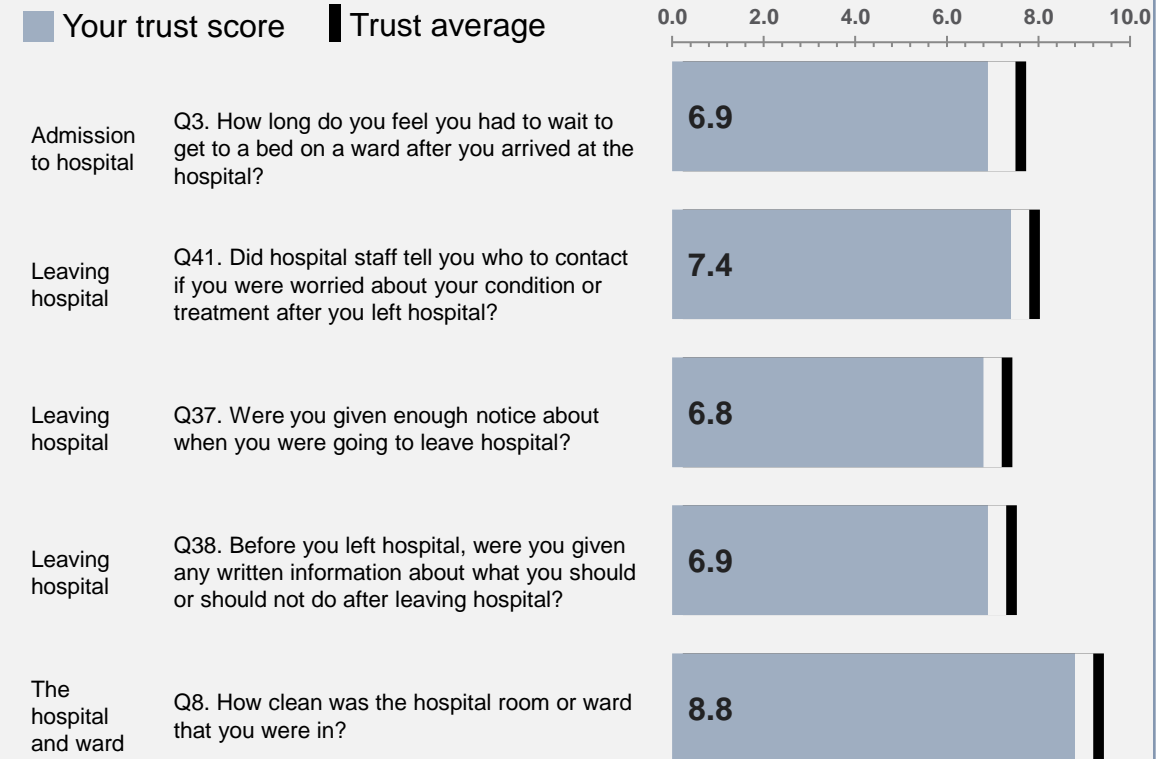 Your trust score Trust average
0.0 2.0 4.0 6.0 8.0 10.0
Admission
to hospital
Q3. How long do you feel you had to wait to
get to a bed on a ward after you arrived at the
hospital?
6.9
Leaving
hospital
Q41. Did hospital staff tell you who to contact
if you were worried about your condition or
treatment after you left hospital?
7.4
Leaving
hospital
Q37. Were you given enough notice about
when you were going to leave hospital?
6.8
Leaving
hospital
Q38. Before you left hospital, were you given
any written information about what you should
or should not do after leaving hospital?
6.9
The
hospital
and ward
Q8. How clean was the hospital room or ward
that you were in?
8.8